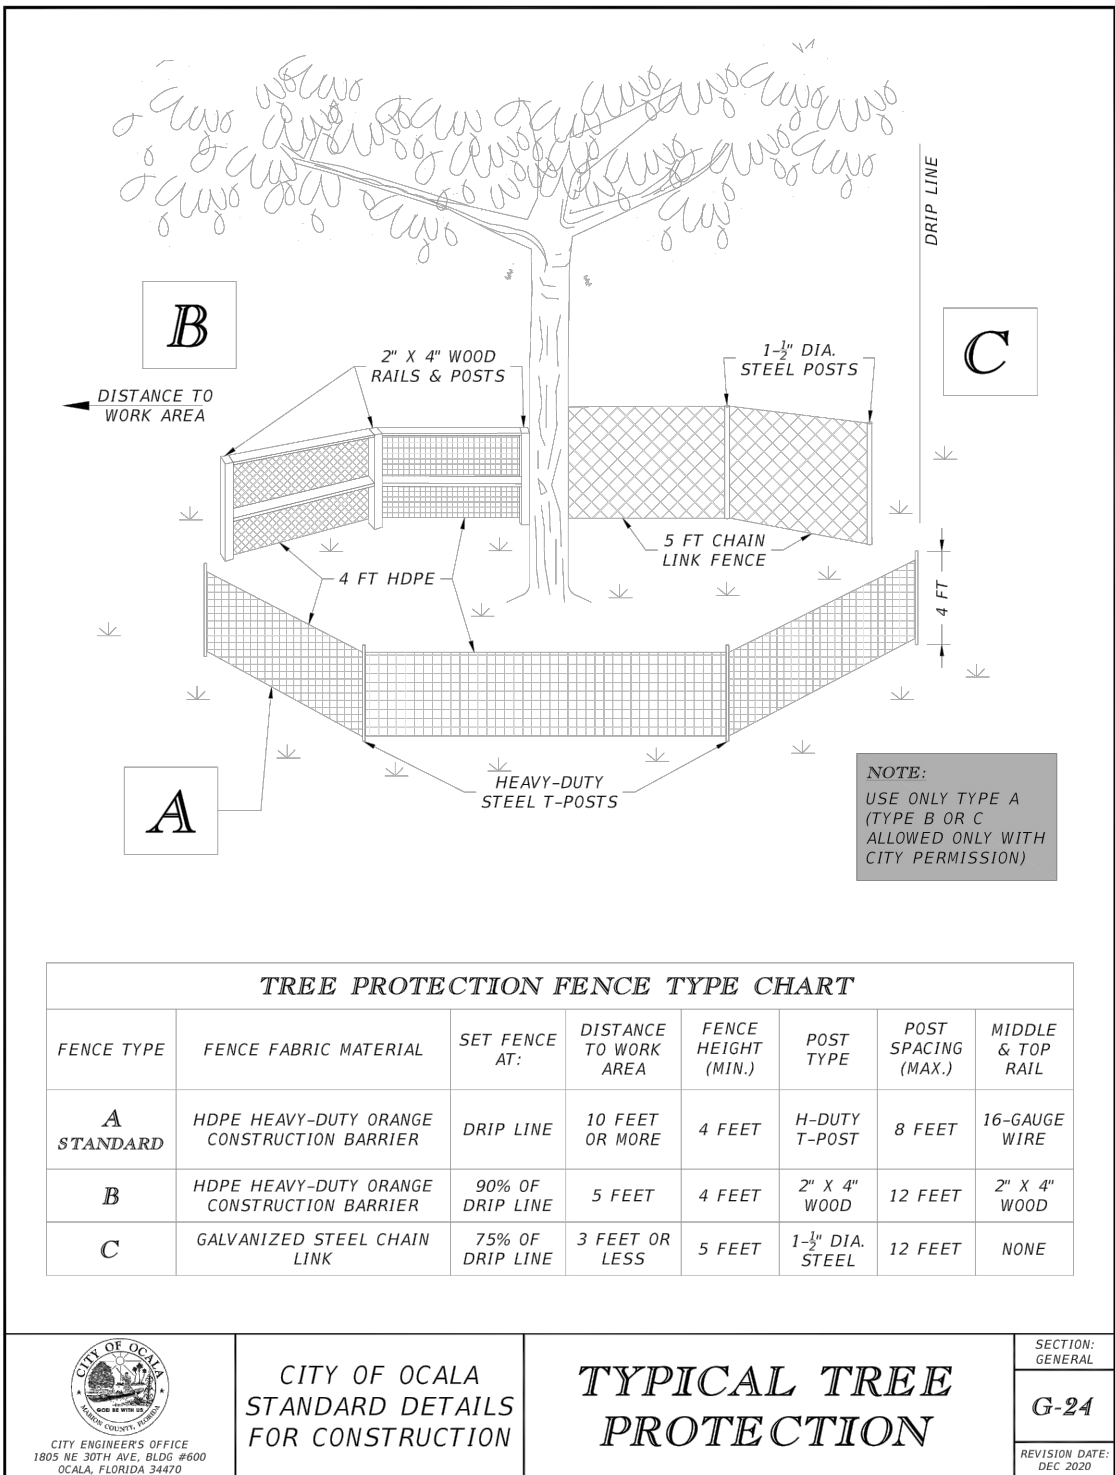 DRIP LINE
B
C
2" X 4" WOOD
RAILS & POSTS
1-½" DIA.
STEEL POSTS
DISTANCE TO
WORK AREA
5 FT CHAIN
LINK FENCE
4 FT HDPE
4 FT
A
HEAVY-DUTY
STEEL T-POSTS
NOTE:
USE ONLY TYPE A
(TYPE B OR C
ALLOWED ONLY WITH
CITY PERMISSION)
TREE PROTECTION FENCE TYPE CHART
FENCE TYPE
FENCE FABRIC MATERIAL
SET FENCE
AT:
DISTANCE
TO WORK
AREA
FENCE
HEIGHT
(MIN.)
POST
TYPE
POST
SPACING
(MAX.)
MIDDLE
& TOP
RAIL
A
STANDARD
HDPE HEAVY-DUTY ORANGE
CONSTRUCTION BARRIER
DRIP LINE
10 FEET
OR MORE
4 FEET
H-DUTY
T-POST
8 FEET
16-GAUGE
WIRE
B
HDPE HEAVY-DUTY ORANGE
CONSTRUCTION BARRIER
90% OF
DRIP LINE
5 FEET
4 FEET
2" X 4"
WOOD
12 FEET
2" X 4"
WOOD
C
GALVANIZED STEEL CHAIN
LINK
75% OF
DRIP LINE
3 FEET OR
LESS
5 FEET
1-½" DIA.
STEEL
12 FEET
NONE
CITY OF OCALA
GOD BE WITH US
MARION COUNTY, FLORIDA
CITY ENGINEER'S OFFICE
1805 NE 30TH AVE, BLDG #600
OCALA, FLORIDA 34470
CITY OF OCALA
STANDARD DETAILS
FOR CONSTRUCTION
TYPICAL TREE
PROTECTION
SECTION:
GENERAL
G-24
REVISION DATE:
DEC 2020